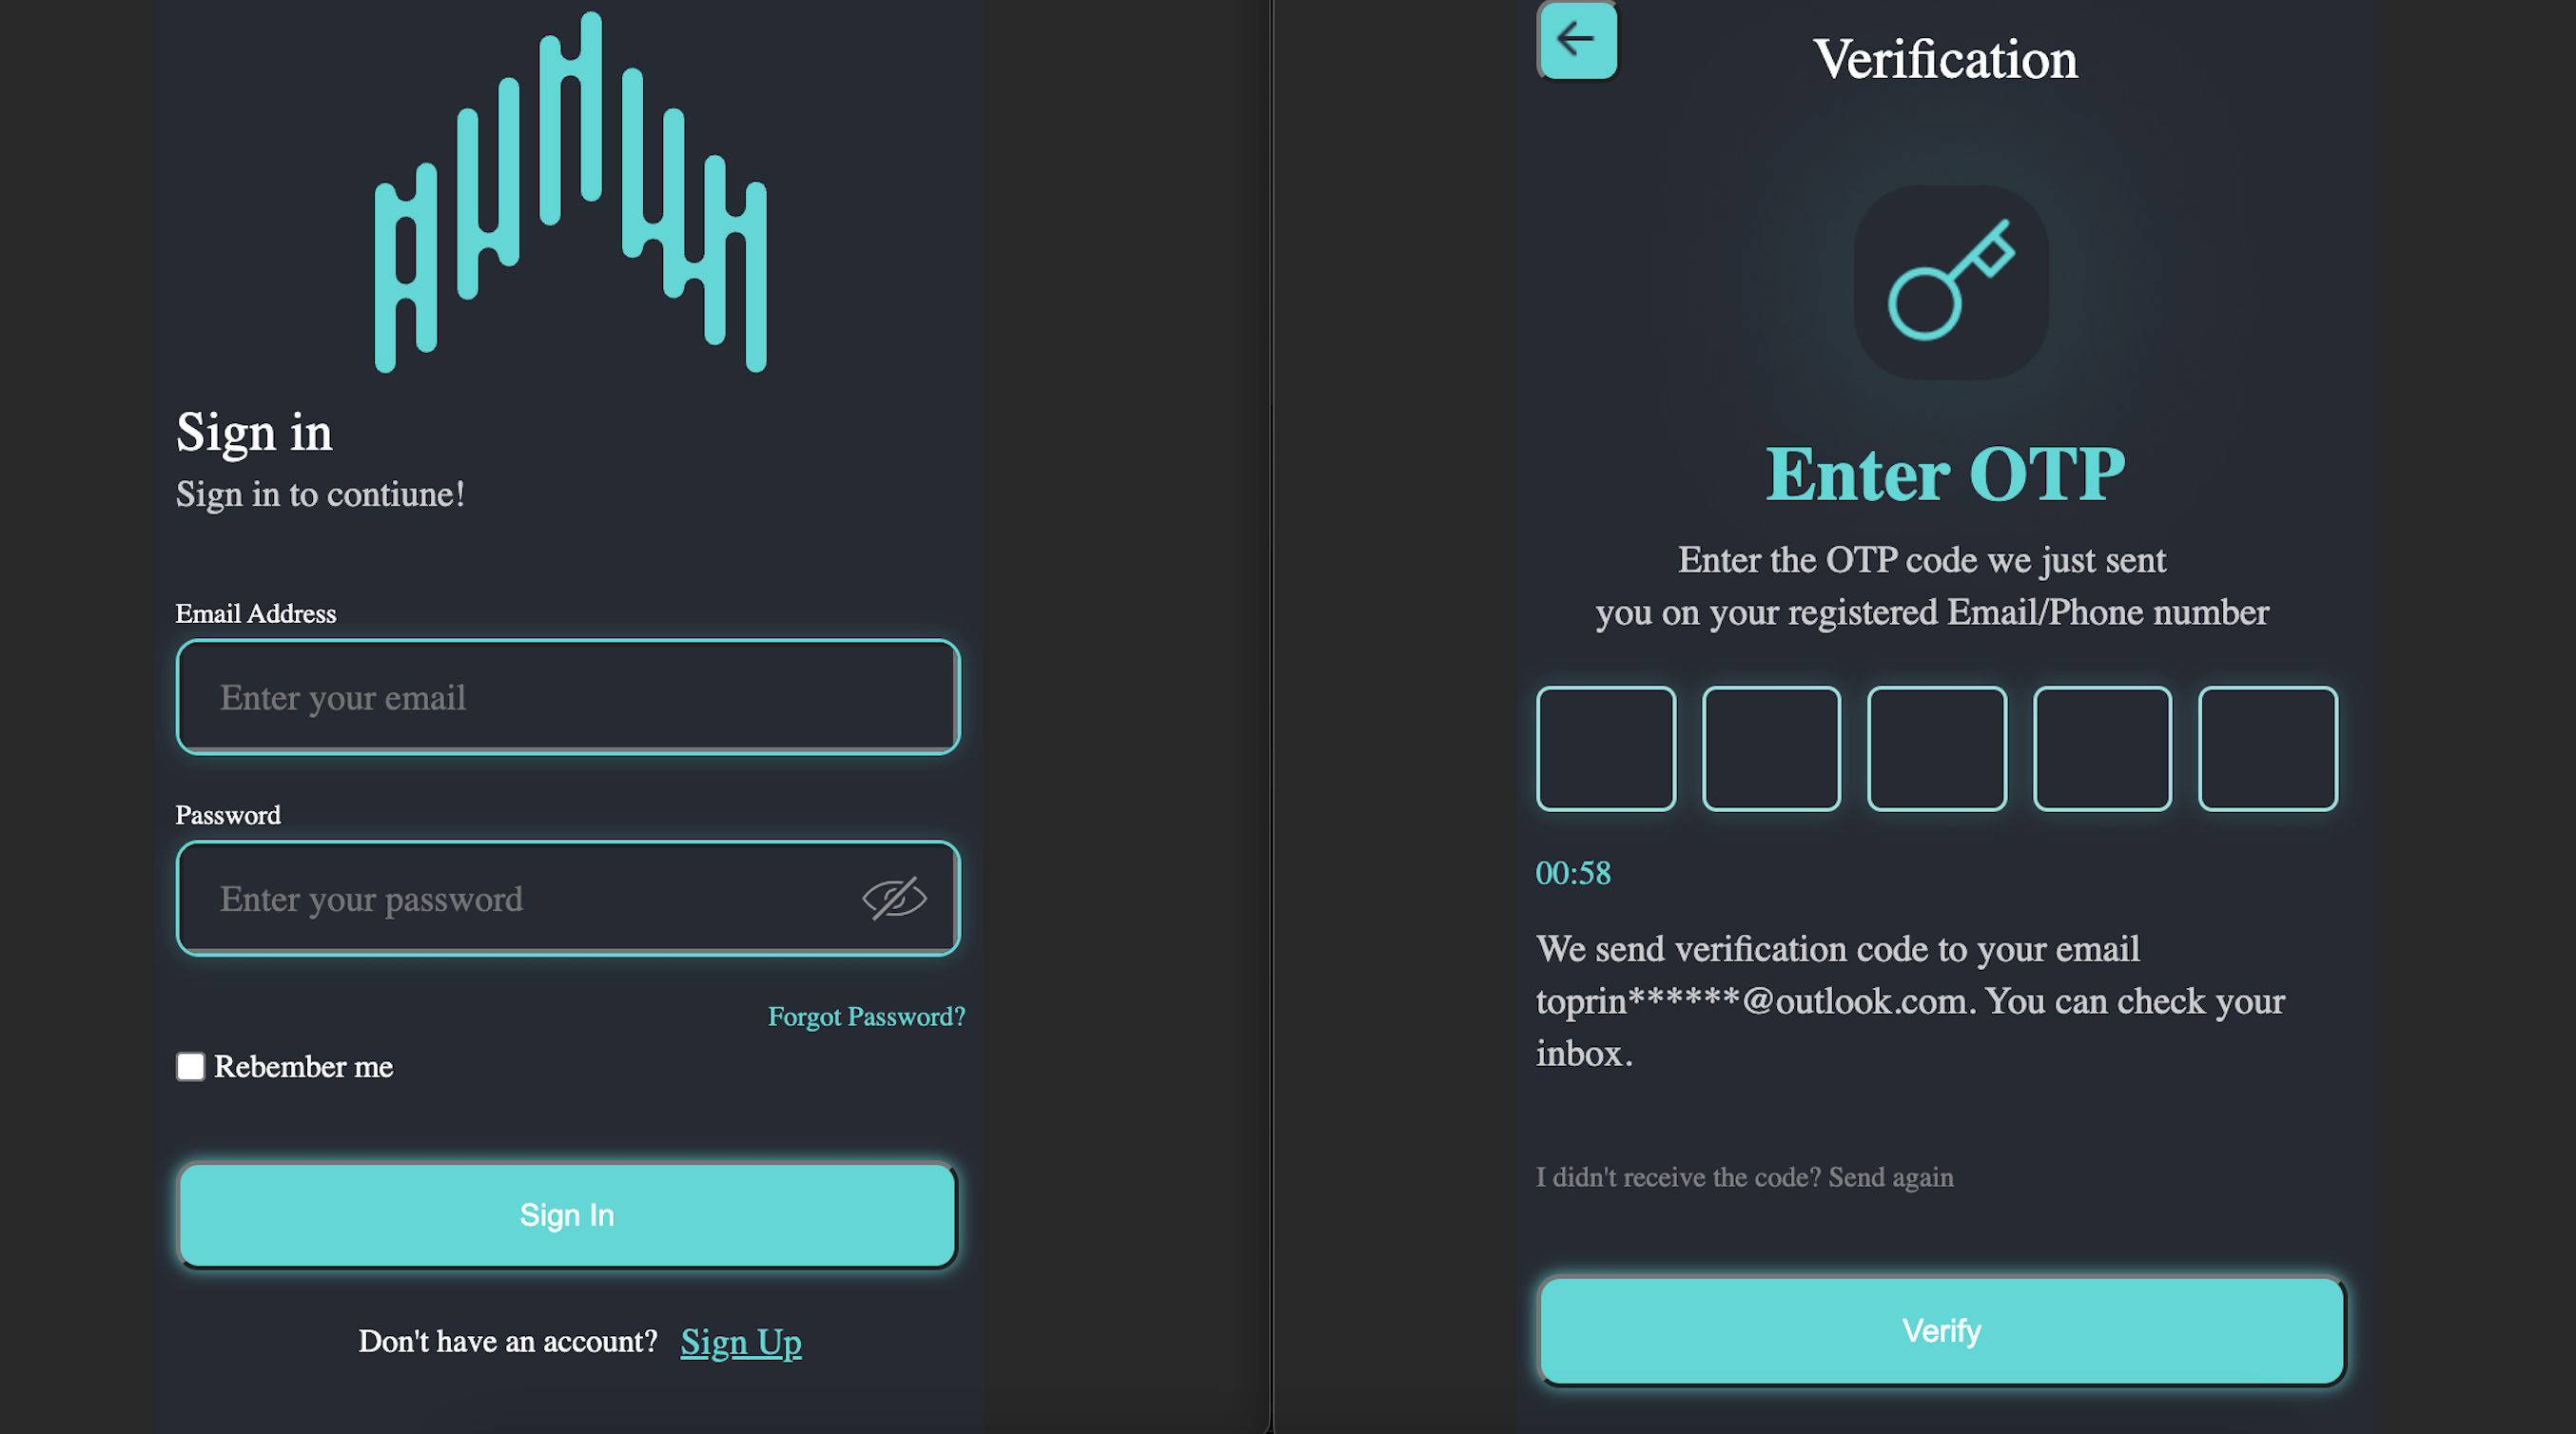 Sign in
Sign in to contiune!
Email Address
Enter your email
Password
Enter your password
Forgot Password?
Rebember me
Sign In
Don't have an account? Sign Up
Verification
Enter OTP
Enter the OTP code we just sent
you on your registered Email/Phone number
00:58
We send verification code to your email
toprin******@outlook.com. You can check your
inbox.
I didn't receive the code? Send again
Verify